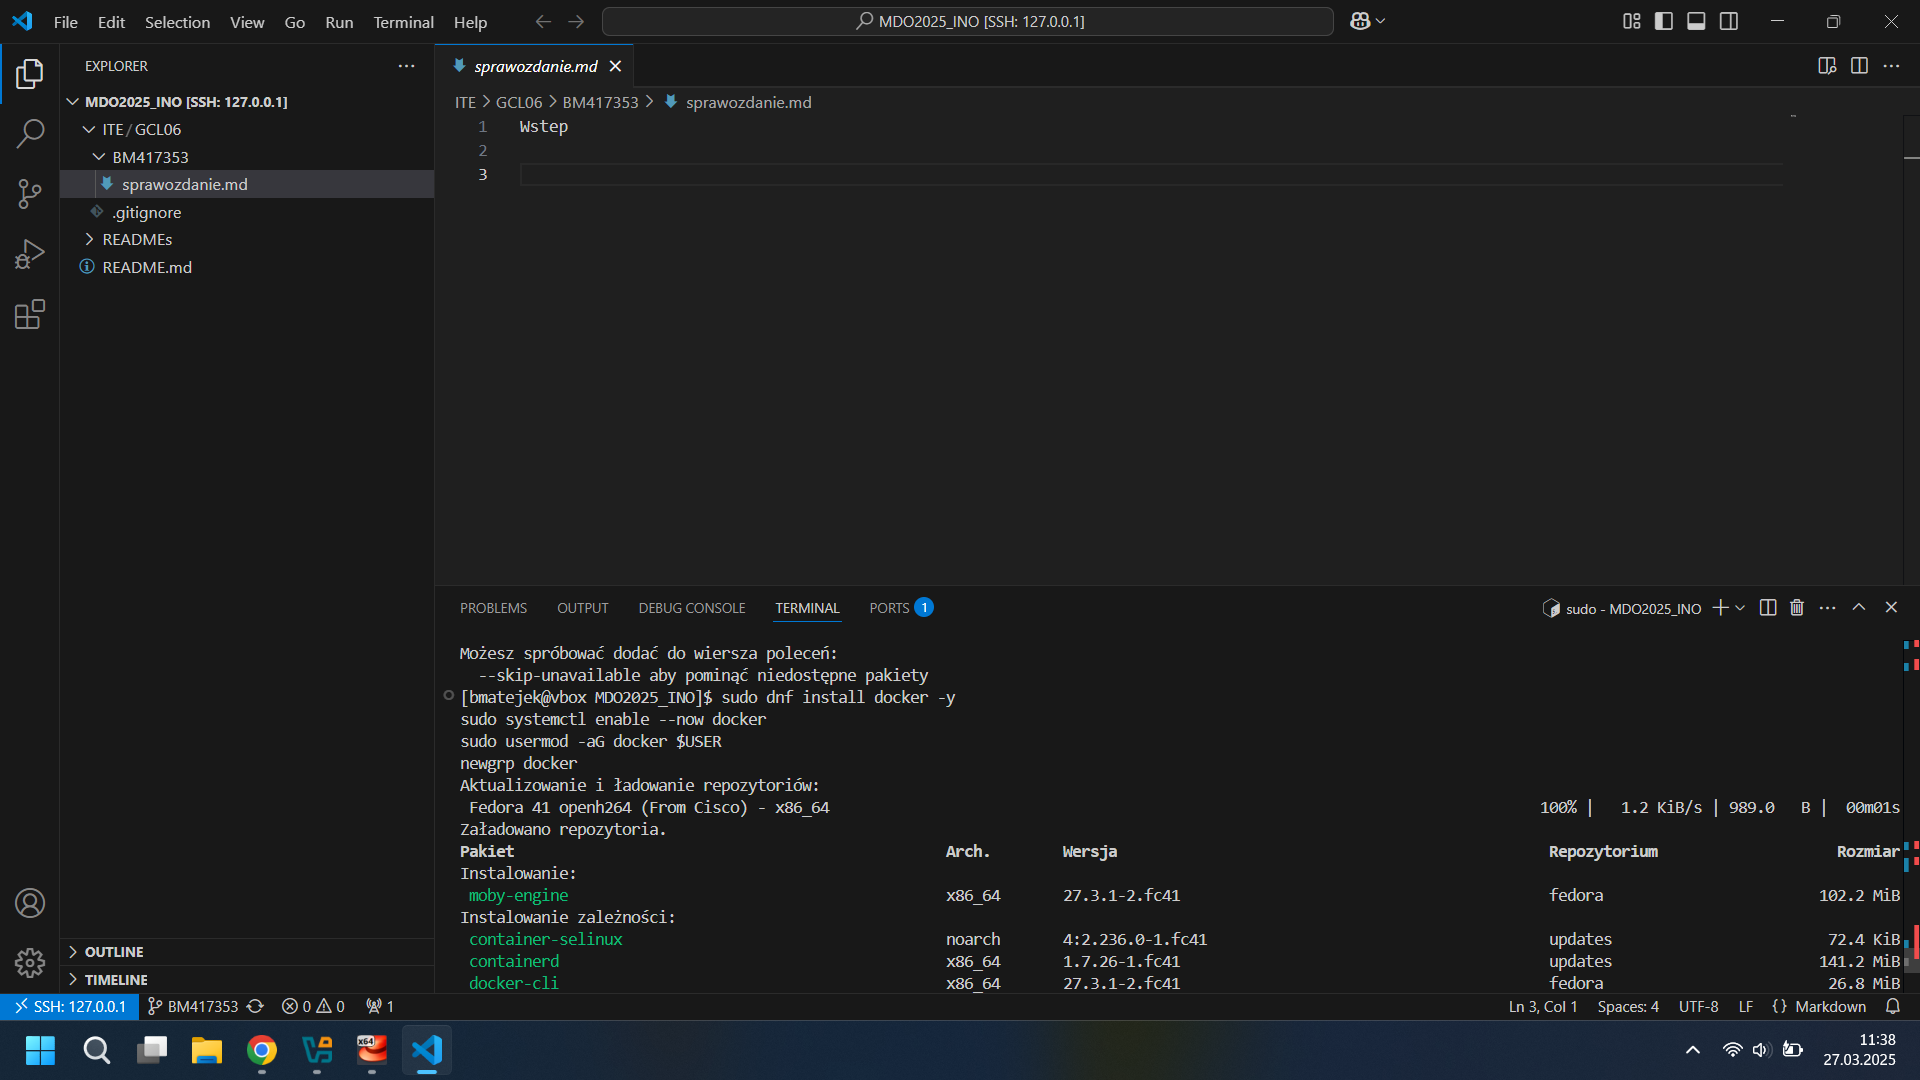 File Edit Selection View Go Run Terminal Help
MDO2025_INO [SSH: 127.0.0.1]
EXPLORER
MDO2025_INO [SSH: 127.0.0.1]
ITE / GCL06
BM417353
sprawozdanie.md
.gitignore
READMEs
README.md
OUTLINE
TIMELINE
sprawozdanie.md
ITE > GCL06 > BM417353 > sprawozdanie.md
1 Wstep
2
3
PROBLEMS OUTPUT DEBUG CONSOLE TERMINAL PORTS 1
sudo - MDO2025_INO
Możesz spróbować dodać do wiersza poleceń:
--skip-unavailable aby pominąć niedostępne pakiety
[bmatejek@vbox MDO2025_INO]$ sudo dnf install docker -y
sudo systemctl enable --now docker
sudo usermod -aG docker $USER
newgrp docker
Aktualizowanie i ładowanie repozytoriów:
Fedora 41 openh264 (From Cisco) - x86_64 100% | 1.2 KiB/s | 989.0 B | 00m01s
Załadowano repozytoria.
Pakiet Arch. Wersja Repozytorium Rozmiar
Instalowanie:
moby-engine x86_64 27.3.1-2.fc41 fedora 102.2 MiB
Instalowanie zależności:
container-selinux noarch 4:2.236.0-1.fc41 updates 72.4 KiB
containerd x86_64 1.7.26-1.fc41 updates 141.2 MiB
docker-cli x86_64 27.3.1-2.fc41 fedora 26.8 MiB
SSH: 127.0.0.1 BM417353 0 0 1 Ln 3, Col 1 Spaces: 4 UTF-8 LF {} Markdown
x64
11:38
27.03.2025